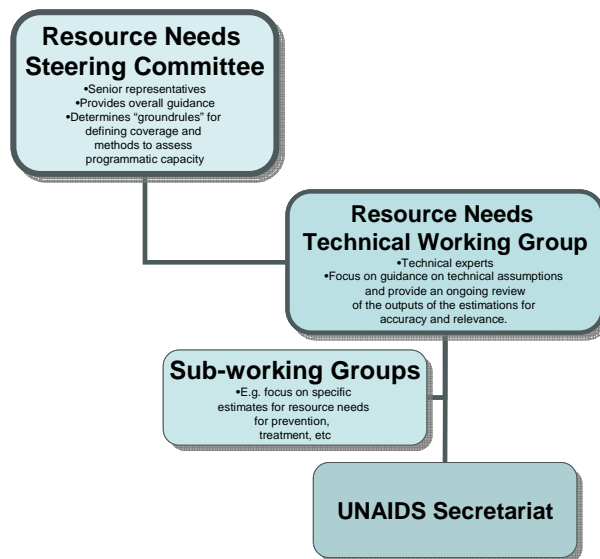 Resource Needs
Steering Committee
•Senior representatives
•Provides overall guidance
•Determines “groundrules” for
defining coverage and
methods to assess
programmatic capacity
Resource Needs
Technical Working Group
•Technical experts
•Focus on guidance on technical assumptions
and provide an ongoing review
of the outputs of the estimations for
accuracy and relevance.
Sub-working Groups
•E.g. focus on specific
estimates for resource needs
for prevention,
treatment, etc
UNAIDS Secretariat